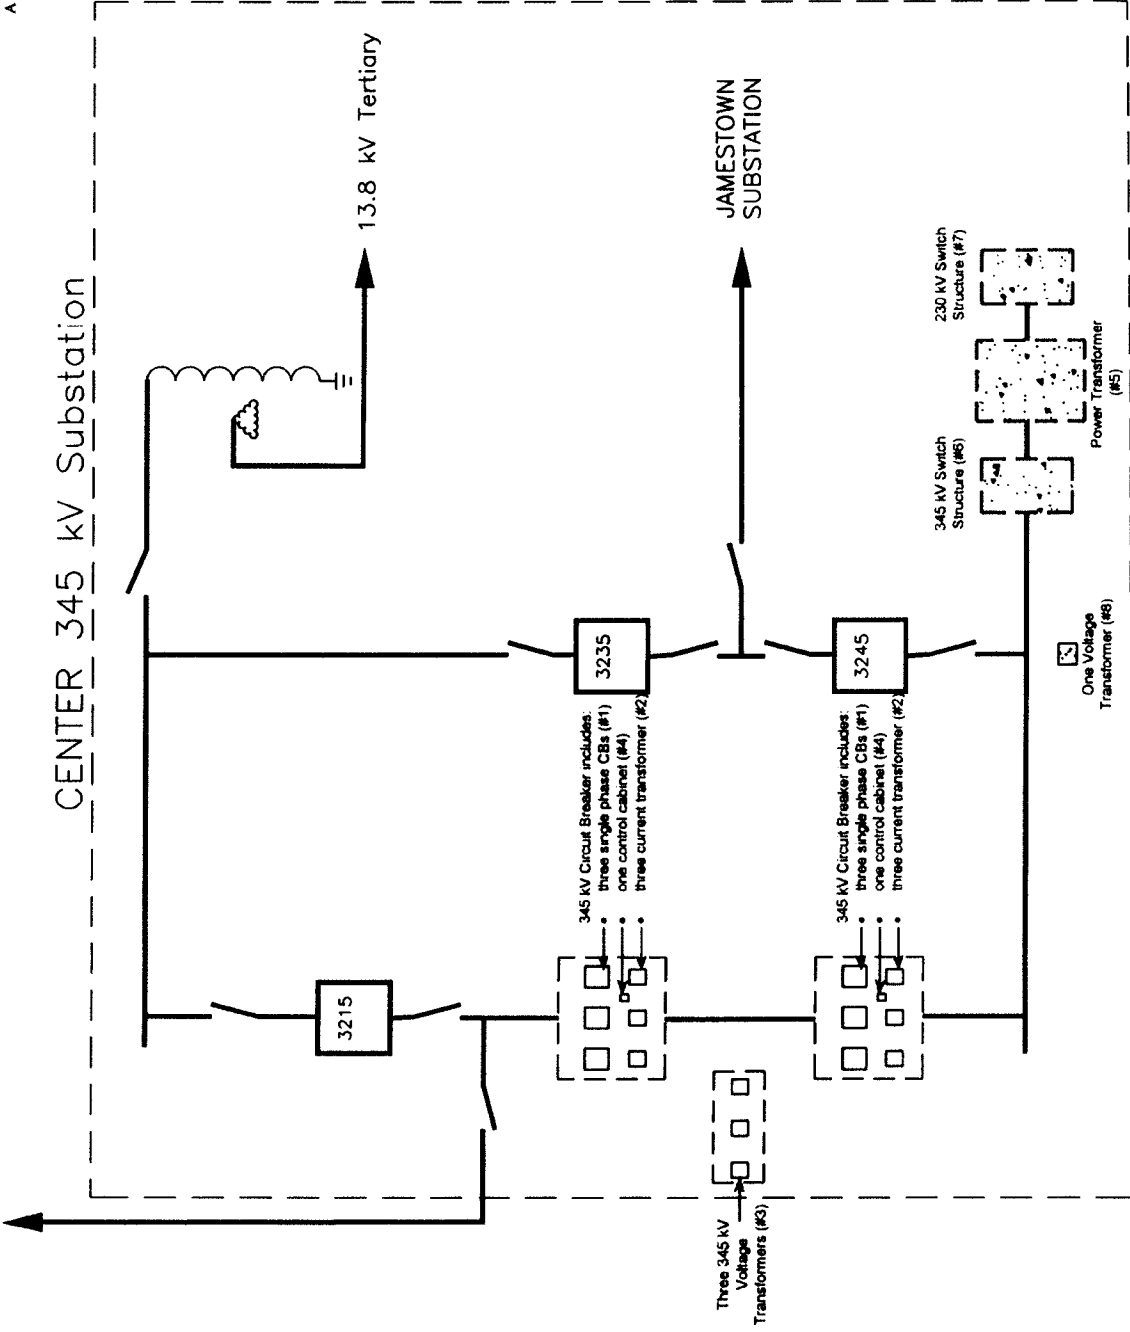 A
CENTER 345 kV Substation
13.8 kV Tertiary
JAMESTOWN
SUBSTATION
230 kV Switch
Structure (#7)
Power Transformer
(#5)
345 kV Switch
Structure (#6)
One Voltage
Transformer (#8)
3235
3245
3215
345 kV Circuit Breaker includes:
• three single phase CBs (#1)
• one control cabinet (#4)
• three current transformer (#2)
345 kV Circuit Breaker includes:
• three single phase CBs (#1)
• one control cabinet (#4)
• three current transformer (#2)
Three 345 kV
Voltage
Transformers (#3)